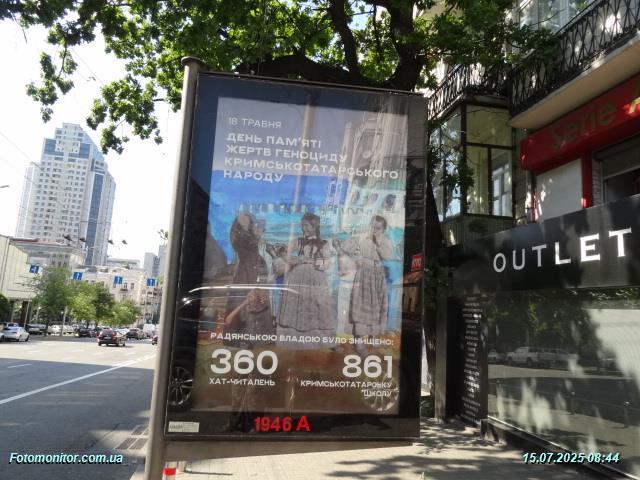 18 ТРАВНЯ
ДЕНЬ ПАМ'ЯТІ
ЖЕРТВ ГЕНОЦИДУ
КРИМСЬКОТАТАРСЬКОГО
НАРОДУ
РАДЯНСЬКОЮ ВЛАДОЮ БУЛО ЗНИЩЕНО:
360
ХАТ-ЧИТАЛЕНЬ
861
КРИМСЬКОТАТАРСЬКУ
ШКОЛУ
1946 A
OUTLET
Fotomonitor.com.ua
15.07.2025 08:44